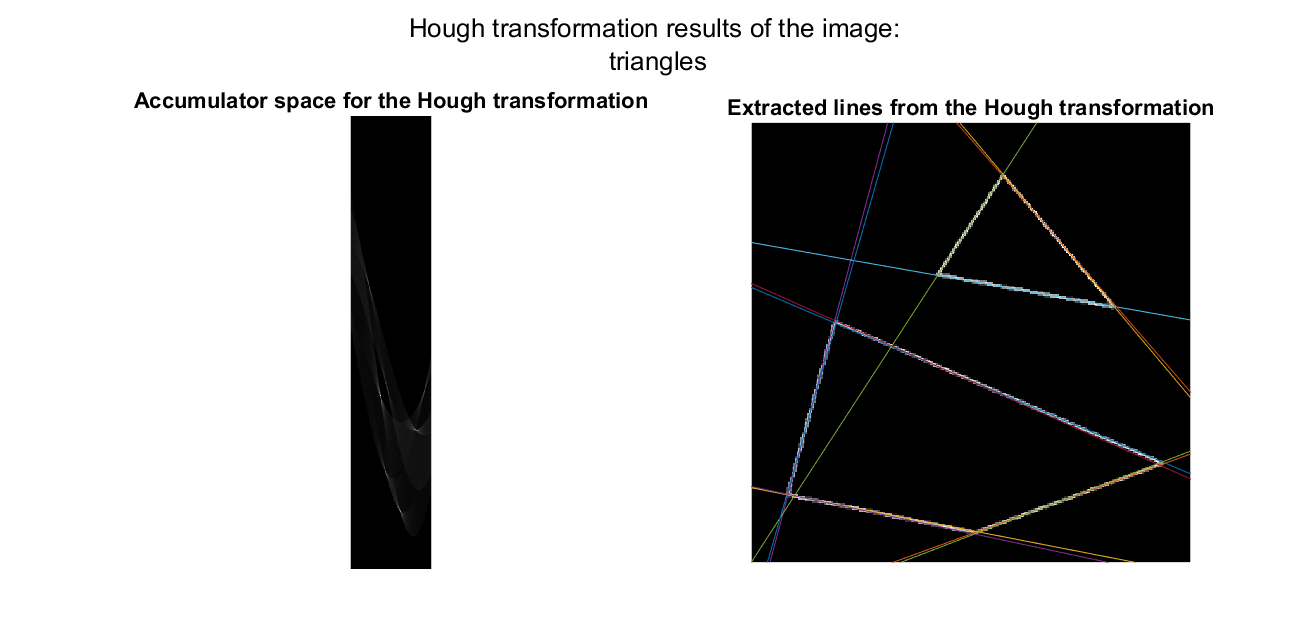 Hough transformation results of the image:
triangles
Accumulator space for the Hough transformation
Extracted lines from the Hough transformation